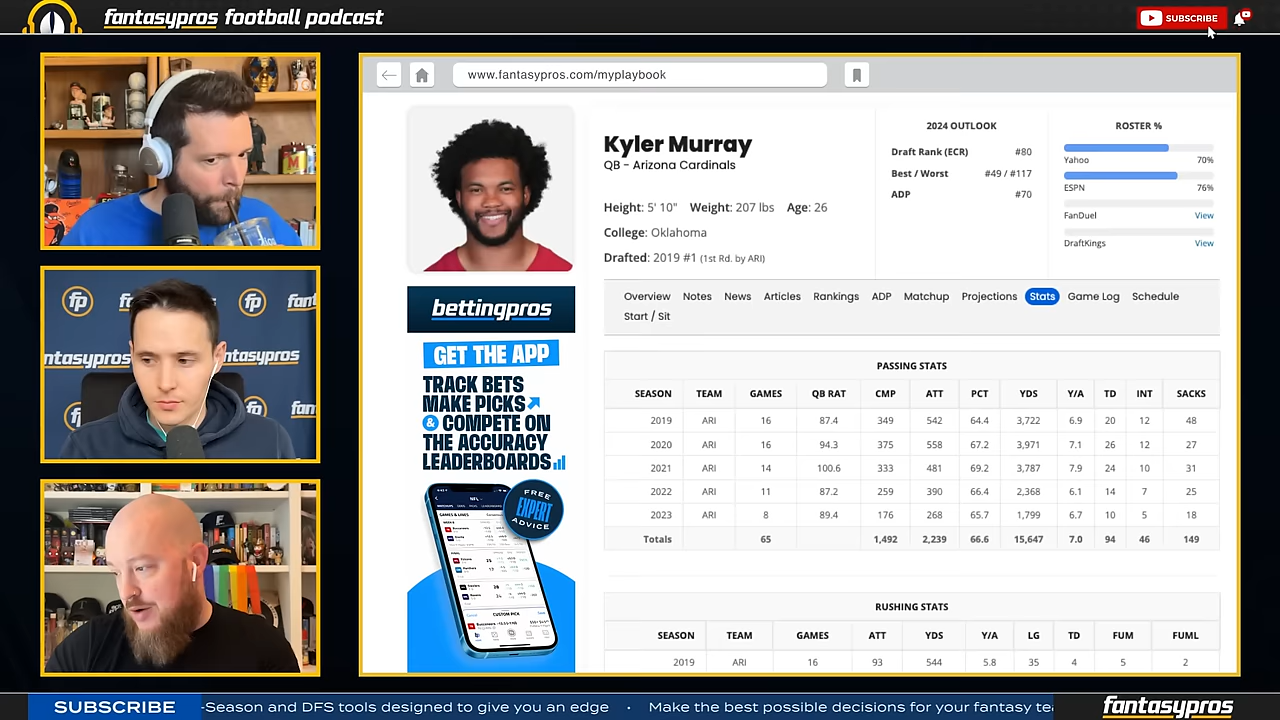 fantasypros football podcast
SUBSCRIBE
www.fantasypros.com/myplaybook
Kyler Murray
QB - Arizona Cardinals
Height: 5' 10" Weight: 207 lbs Age: 26
College: Oklahoma
Drafted: 2019 #1 (1st Rd. by ARI)
2024 OUTLOOK
Draft Rank (ECR) #80
Best / Worst #49 / #117
ADP #70
ROSTER %
Yahoo 70%
ESPN 76%
FanDuel View
DraftKings View
Overview Notes News Articles Rankings ADP Matchup Projections Stats Game Log Schedule
Start / Sit
bettingpros
GET THE APP
TRACK BETS
MAKE PICKS
& COMPETE ON
THE ACCURACY
LEADERBOARDS
FREE
EXPERT
ADVICE
PASSING STATS
SEASON TEAM GAMES QB RAT CMP ATT PCT YDS Y/A TD INT SACKS
2019 ARI 16 87.4 349 542 64.4 3,722 6.9 20 12 48
2020 ARI 16 94.3 375 558 67.2 3,971 7.1 26 12 27
2021 ARI 14 100.6 333 481 69.2 3,787 7.9 24 10 31
2022 ARI 11 87.2 259 390 66.4 2,368 6.1 14 7 25
2023 ARI 8 89.4 176 268 65.7 1,799 6.7 10 5 18
Totals 65 1,492 2,239 66.6 15,647 7.0 94 46 149
RUSHING STATS
SEASON TEAM GAMES ATT YDS Y/A LG TD FUM FUML
2019 ARI 16 93 544 5.8 35 4 5 2
fp fp
ntasypros ntasypros
SUBSCRIBE
-Season and DFS tools designed to give you an edge · Make the best possible decisions for your fantasy tea
fantasypros